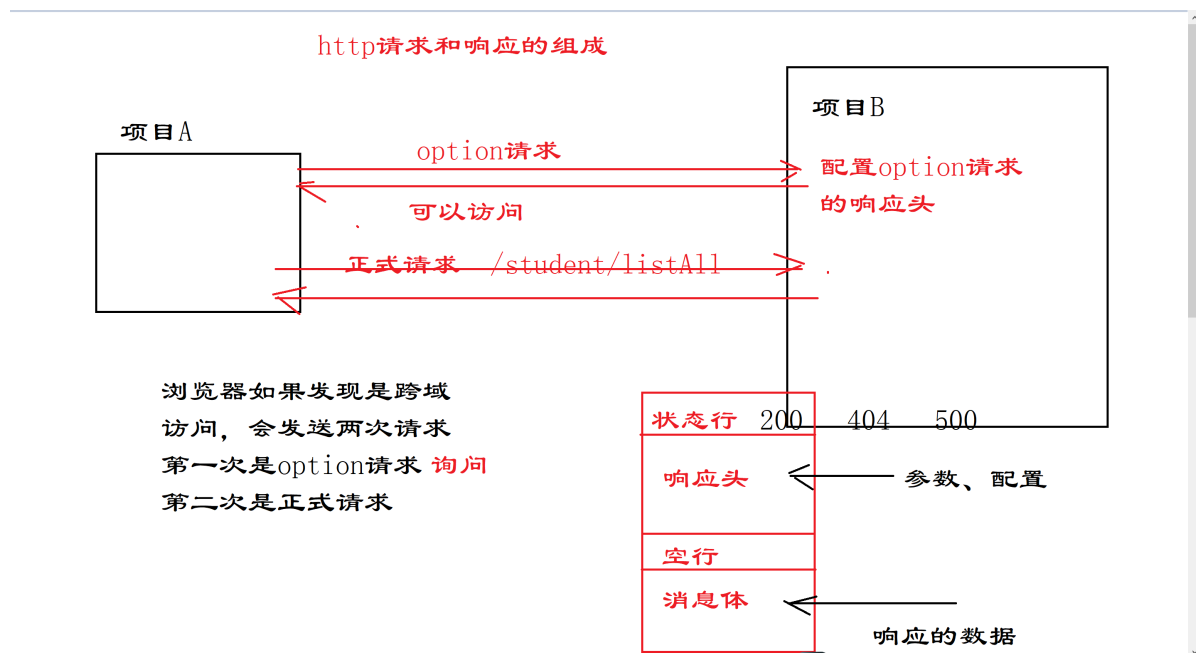 http请求和响应的组成
项目A
项目B
option请求
配置option请求
的响应头
可以访问
正式请求 /student/listAll
浏览器如果发现是跨域
访问，会发送两次请求
第一次是option请求 询问
第二次是正式请求
状态行 200 404 500
响应头
参数、配置
空行
消息体
响应的数据